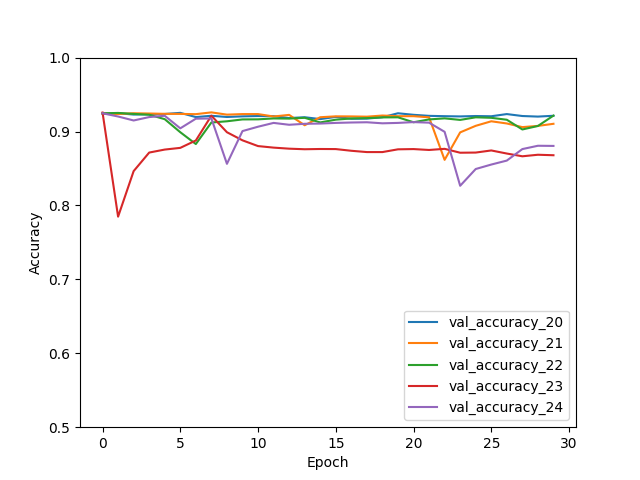 1.0
0.9
0.8
0.7
0.6
0.5
Accuracy
0
5
10
15
20
25
30
Epoch
val_accuracy_20
val_accuracy_21
val_accuracy_22
val_accuracy_23
val_accuracy_24